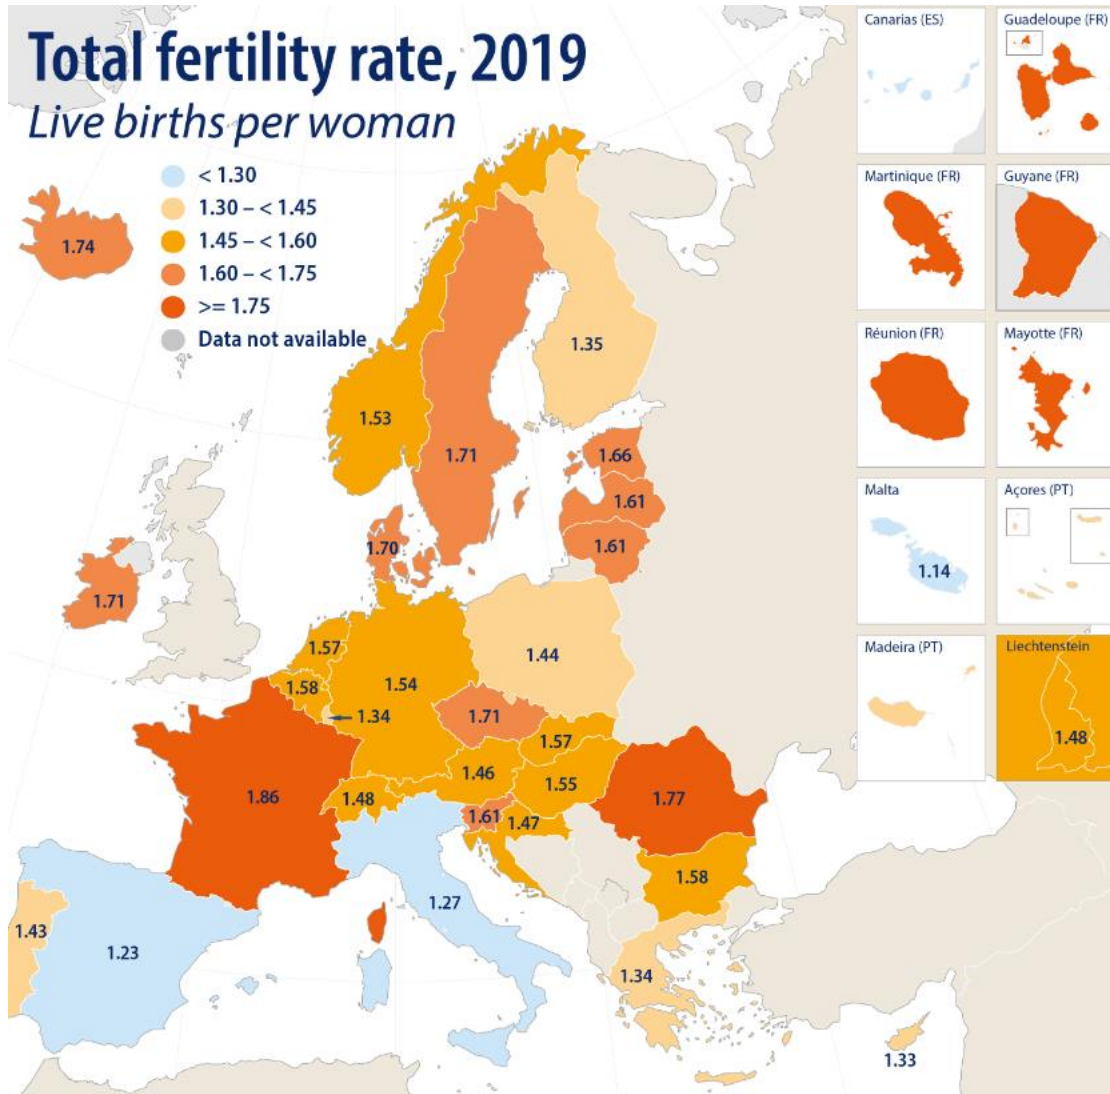 Total fertility rate, 2019
Live births per woman
< 1.30
1.30 – < 1.45
1.45 – < 1.60
1.60 – < 1.75
>= 1.75
Data not available
Canarias (ES)
Guadeloupe (FR)
Martinique (FR)
Guyane (FR)
Réunion (FR)
Mayotte (FR)
Malta
1.14
Açores (PT)
Madeira (PT)
Liechtenstein
1.48
1.74
1.35
1.53
1.71
1.66
1.61
1.61
1.70
1.71
1.57
1.44
1.58
1.54
1.34
1.71
1.57
1.46
1.55
1.48
1.86
1.77
1.61
1.47
1.58
1.27
1.43
1.23
1.34
1.33